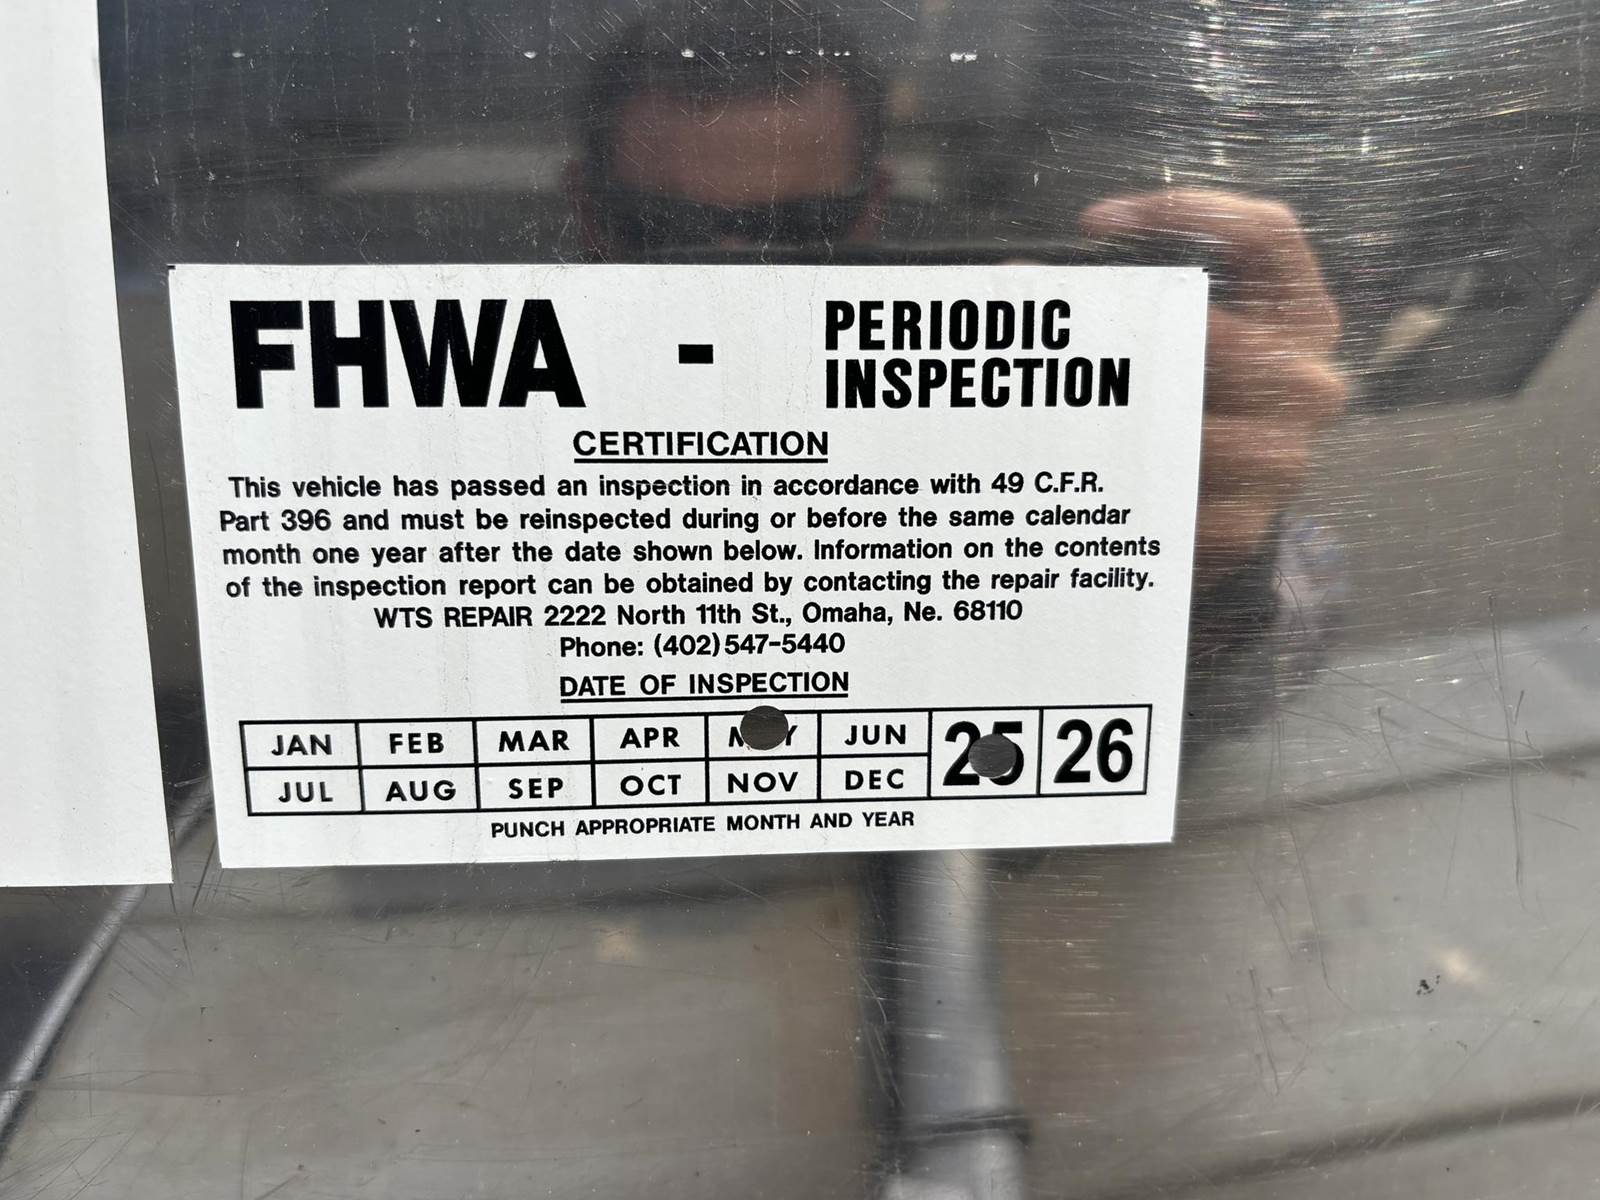 FHWA - PERIODIC
INSPECTION
CERTIFICATION
This vehicle has passed an inspection in accordance with 49 C.F.R.
Part 396 and must be reinspected during or before the same calendar
month one year after the date shown below. Information on the contents
of the inspection report can be obtained by contacting the repair facility.
WTS REPAIR 2222 North 11th St., Omaha, Ne. 68110
Phone: (402)547-5440
DATE OF INSPECTION
JAN FEB MAR APR MAY JUN 25 26
JUL AUG SEP OCT NOV DEC
PUNCH APPROPRIATE MONTH AND YEAR